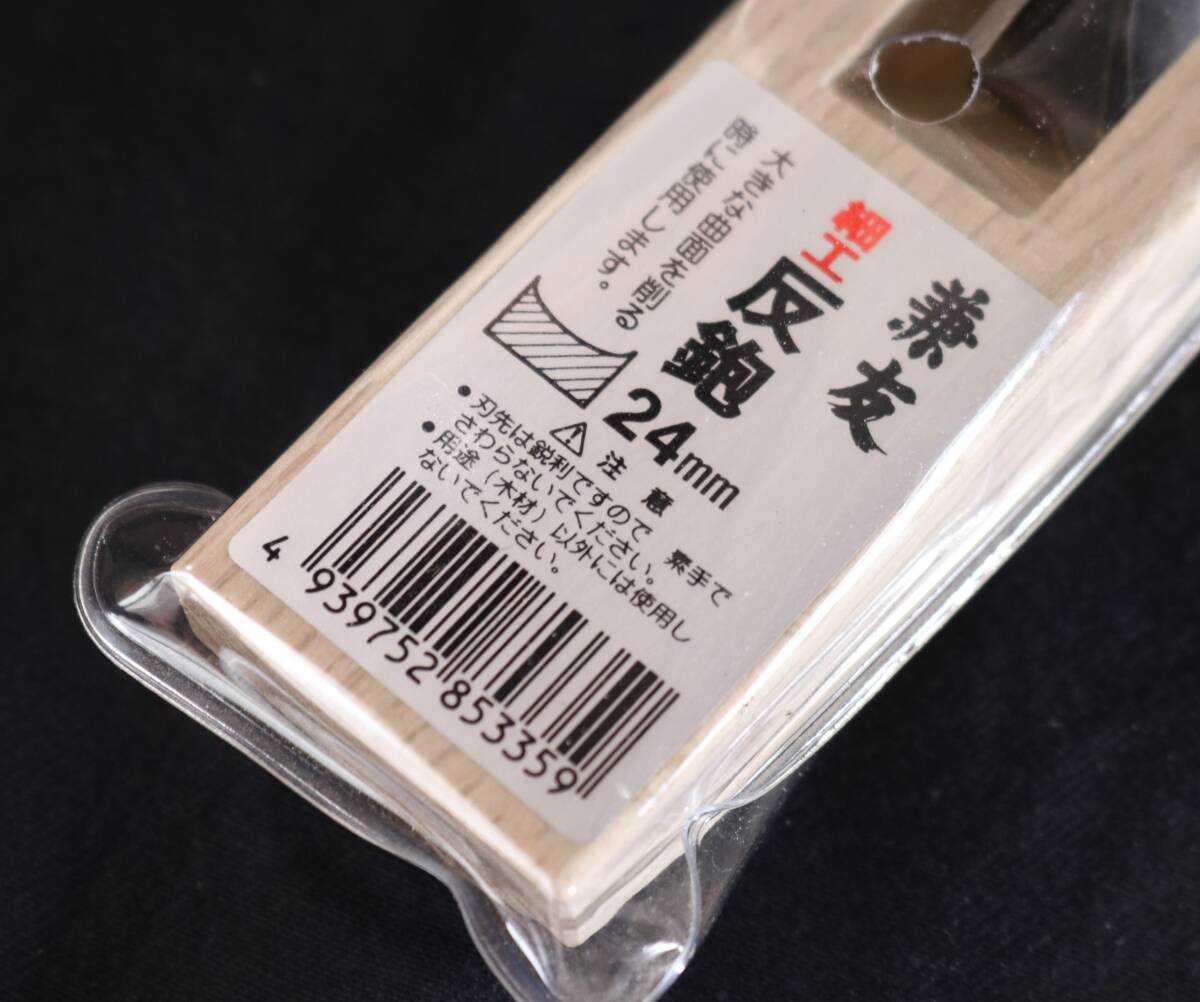 兼友
細工
反鉋
24mm
大きな曲面を削る
時に使用します。
注意
•刃先は鋭利ですので 素手で
さわらないでください。
•用途(木材)以外には使用し
ないでください。
4 939752 853359